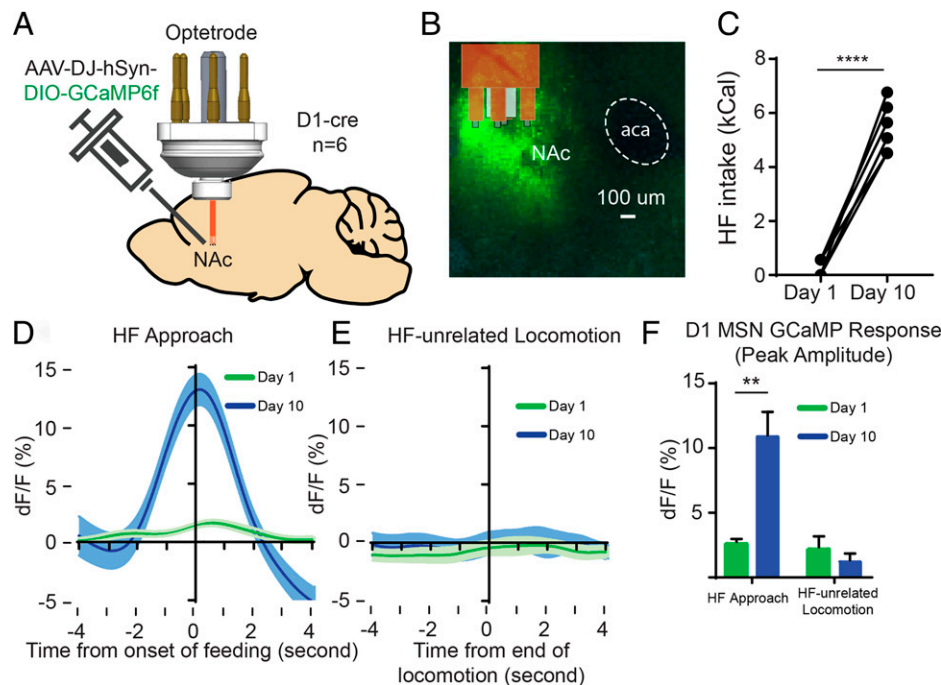 A
Optetrode
AAV-DJ-hSyn-
DIO-GCaMP6f
D1-cre
n=6
NAc
B
NAc
aca
100 um
C
****
HF intake (kCal)
8
6
4
2
0
Day 1 Day 10
D
HF Approach
15
10
5
0
-5
dF/F (%)
Day 1
Day 10
-4 -2 0 2 4
Time from onset of feeding (second)
E
HF-unrelated Locomotion
15
10
5
0
-5
dF/F (%)
Day 1
Day 10
-4 -2 0 2 4
Time from end of
locomotion (second)
F
D1 MSN GCaMP Response
(Peak Amplitude)
15
10
5
dF/F (%)
**
Day 1
Day 10
HF Approach
HF-unrelated
Locomotion